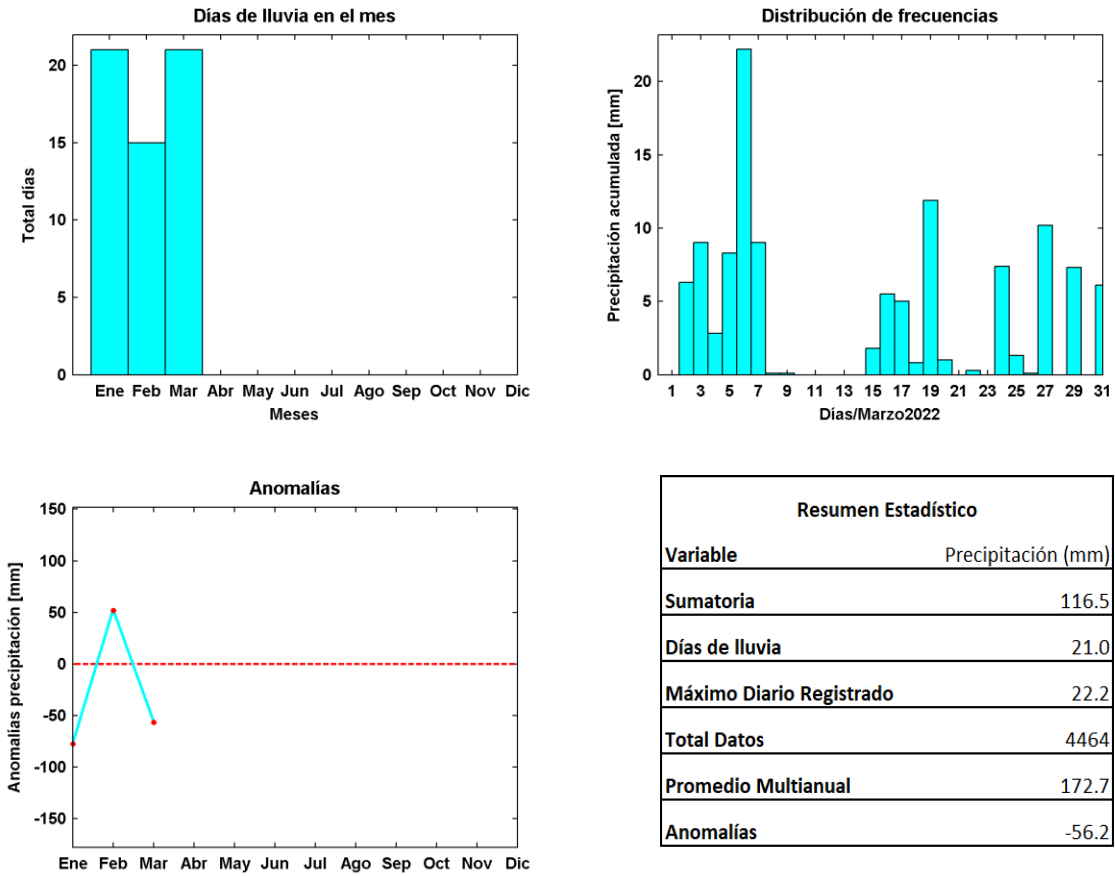 Días de lluvia en el mes
Total días
20
15
10
5
0
Ene Feb Mar Abr May Jun Jul Ago Sep Oct Nov Dic
Meses
Distribución de frecuencias
Precipitación acumulada [mm]
20
15
10
5
0
1 3 5 7 9 11 13 15 17 19 21 23 25 27 29 31
Días/Marzo2022
Anomalías
Anomalías precipitación [mm]
150
100
50
0
-50
-100
-150
Ene Feb Mar Abr May Jun Jul Ago Sep Oct Nov Dic
Resumen Estadístico
Variable Precipitación (mm)
Sumatoria 116.5
Días de lluvia 21.0
Máximo Diario Registrado 22.2
Total Datos 4464
Promedio Multianual 172.7
Anomalías -56.2